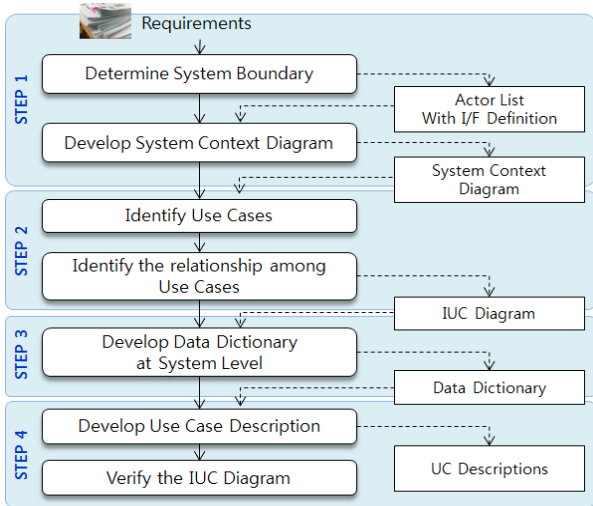 Requirements
STEP 1
Determine System Boundary
Actor List
With I/F Definition
Develop System Context Diagram
System Context
Diagram
STEP 2
Identify Use Cases
Identify the relationship among
Use Cases
IUC Diagram
STEP 3
Develop Data Dictionary
at System Level
Data Dictionary
STEP 4
Develop Use Case Description
UC Descriptions
Verify the IUC Diagram